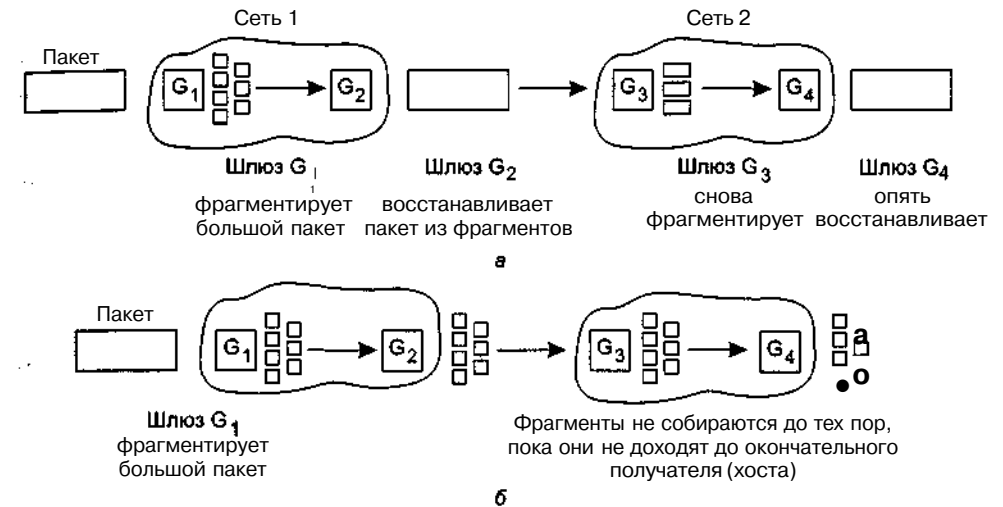 Сеть 1
Сеть 2
Пакет
G1
G2
G3
G4
Шлюз G1
фрагментирует
большой пакет
Шлюз G2
восстанавливает
пакет из фрагментов
Шлюз G3
снова
фрагментирует
Шлюз G4
опять
восстанавливает
а
Пакет
G1
G2
G3
G4
a
o
Шлюз G1
фрагментирует
большой пакет
Фрагменты не собираются до тех пор,
пока они не доходят до окончательного
получателя (хоста)
б